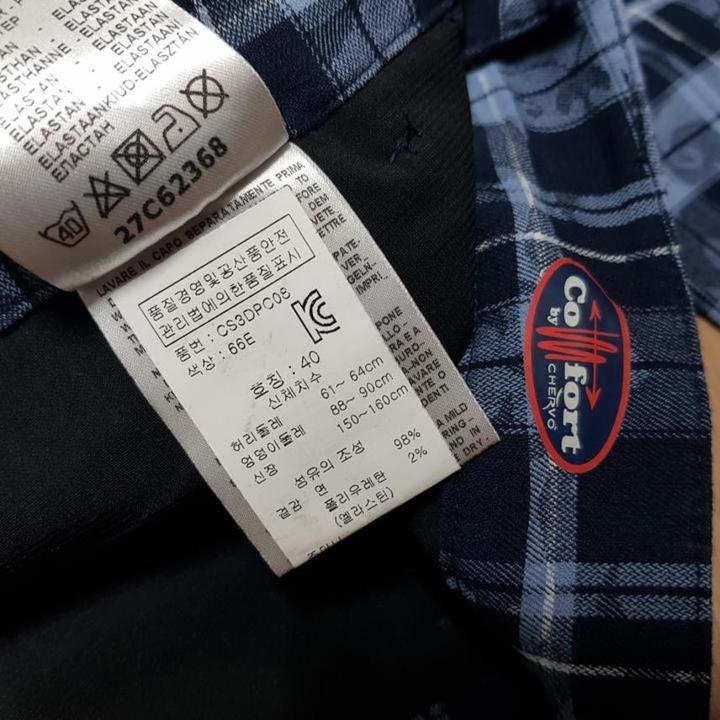 ELASTAN
ELASTHANNE
ELASTAN
ELASTAAN
ELASTAN
ELASTAANKIUD-ELASZTÁN
ЕЛАСТАН
40
27C62368
LAVARE IL CAPO SEPARATAMENTE PRIMA
품질경영및공산품안전
관리법에의한품질표시
품번 : CS3DPC08
색상 : 66E
호칭 : 40
신체치수
허리둘레 61~ 64cm
엉덩이둘레 88~ 90cm
신장 150~160cm
섬유의 조성
겉감 면 98%
폴리우레탄 2%
(엘라스틴)
Comfort
by
CHERVÒ